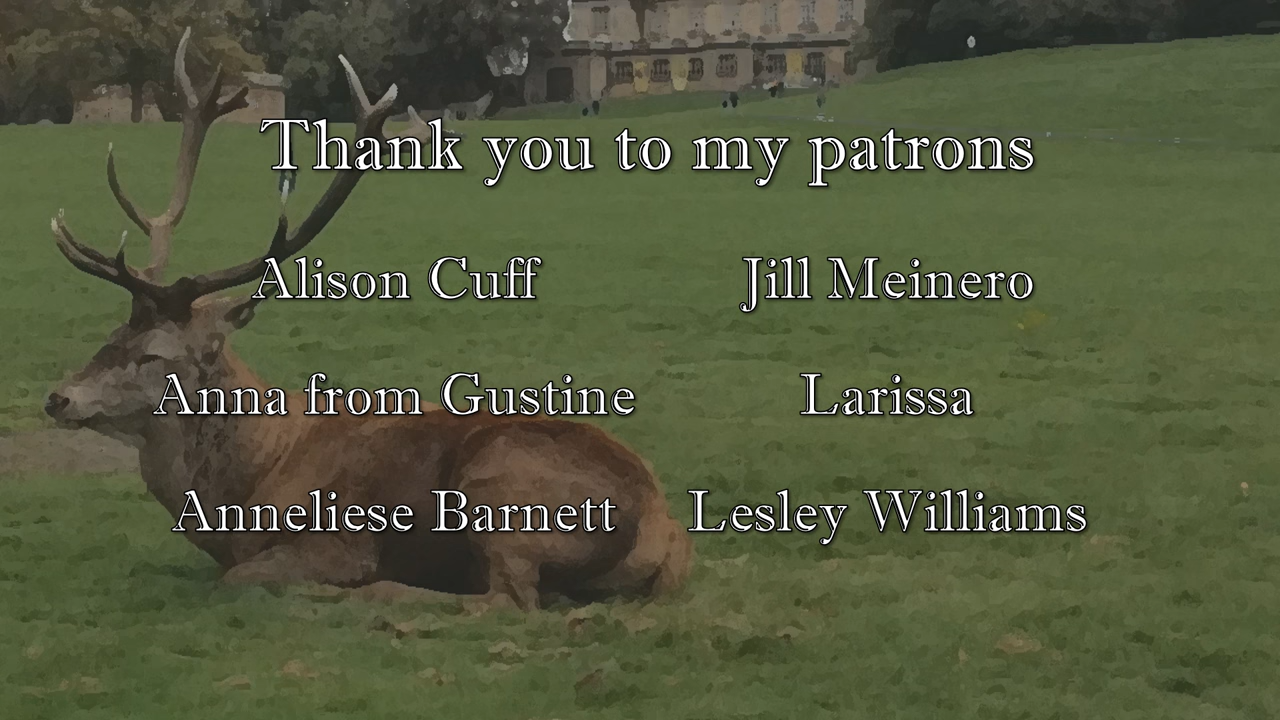 Thank you to my patrons
Alison Cuff
Jill Meinero
Anna from Gustine
Larissa
Anneliese Barnett
Lesley Williams